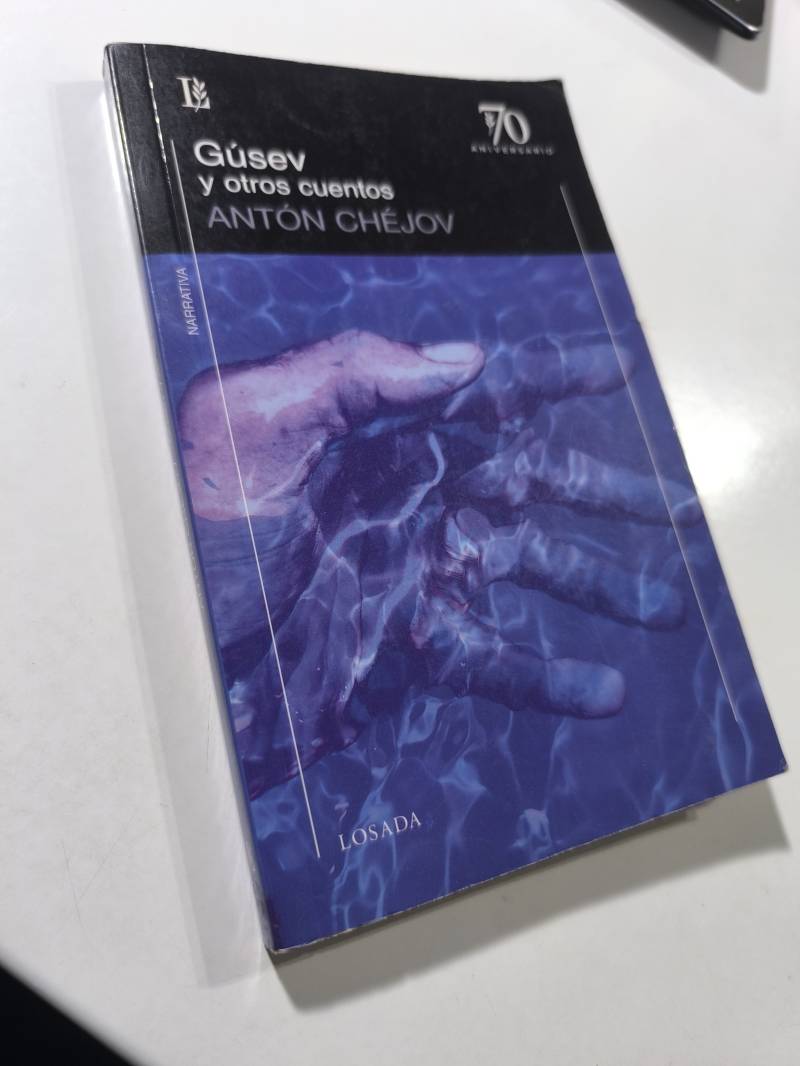 L
70
ANIVERSARIO
Gúsev
y otros cuentos
ANTÓN CHÉJOV
NARRATIVA
LOSADA